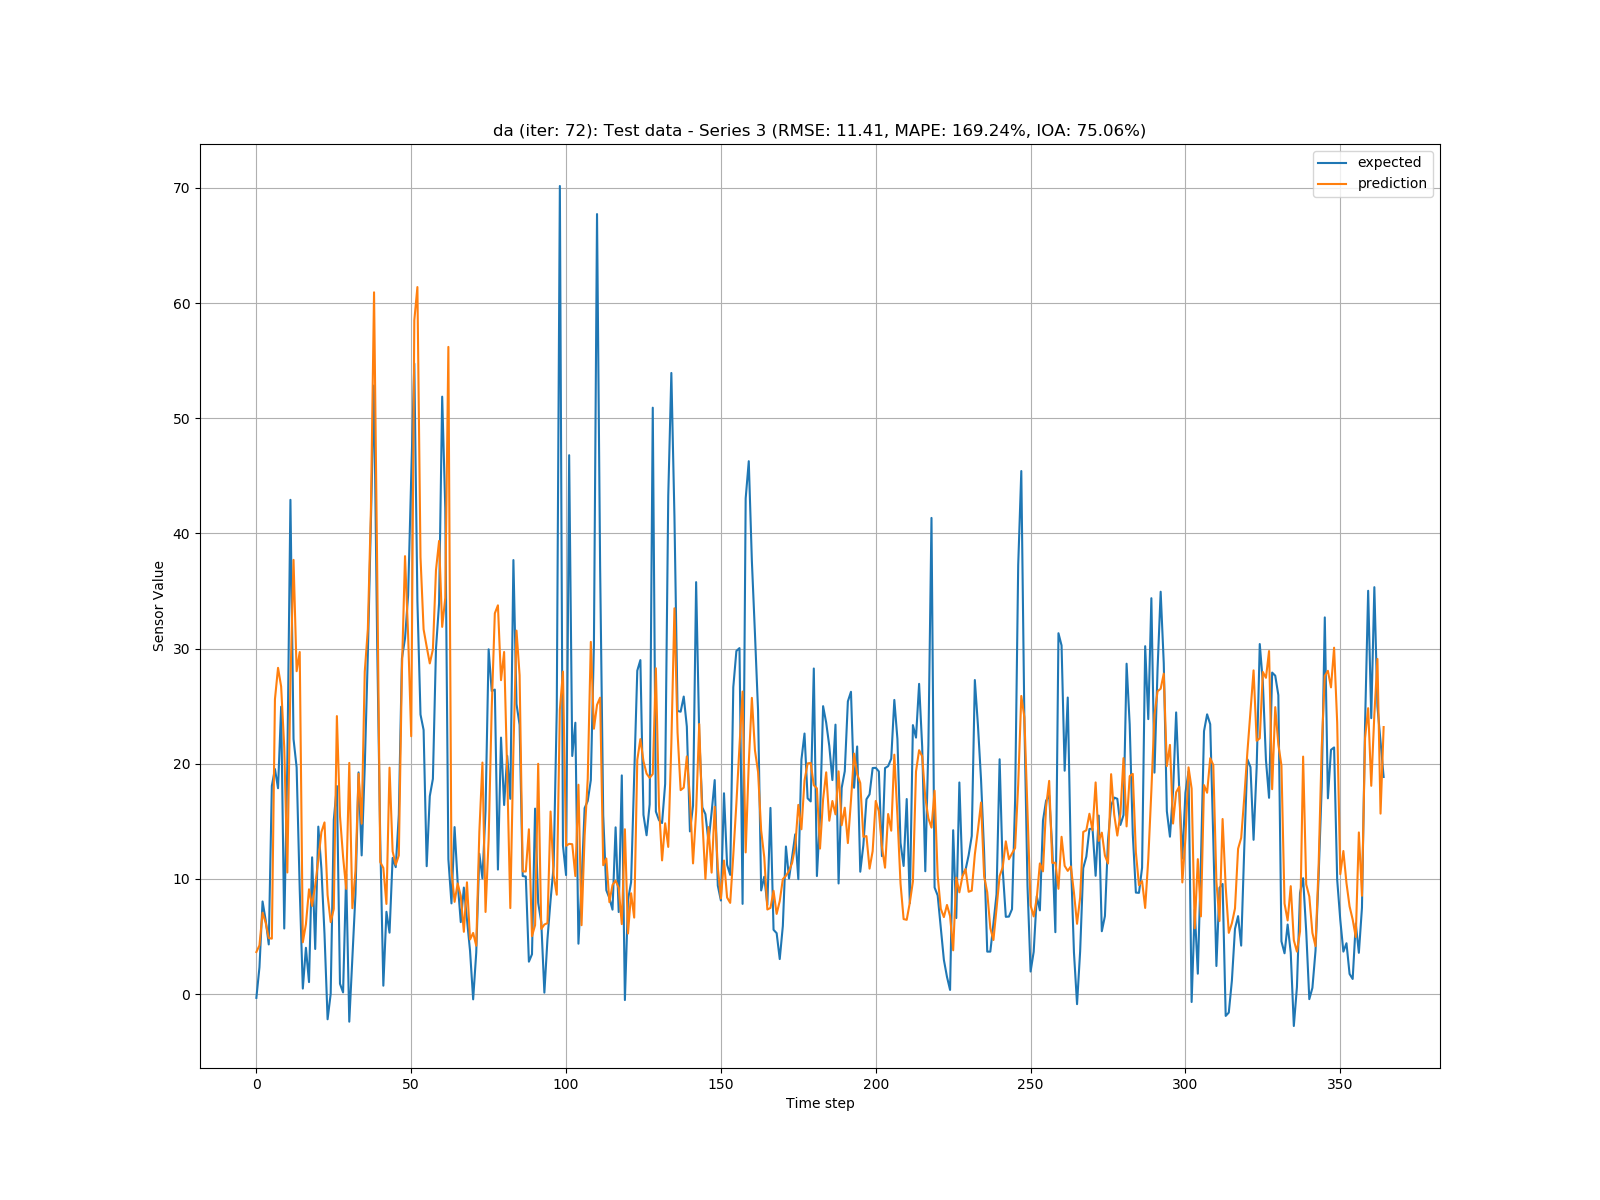 da (iter: 72): Test data - Series 3 (RMSE: 11.41, MAPE: 169.24%, IOA: 75.06%)
expected
prediction
70
60
50
40
30
20
10
0
Sensor Value
0 50 100 150 200 250 300 350
Time step